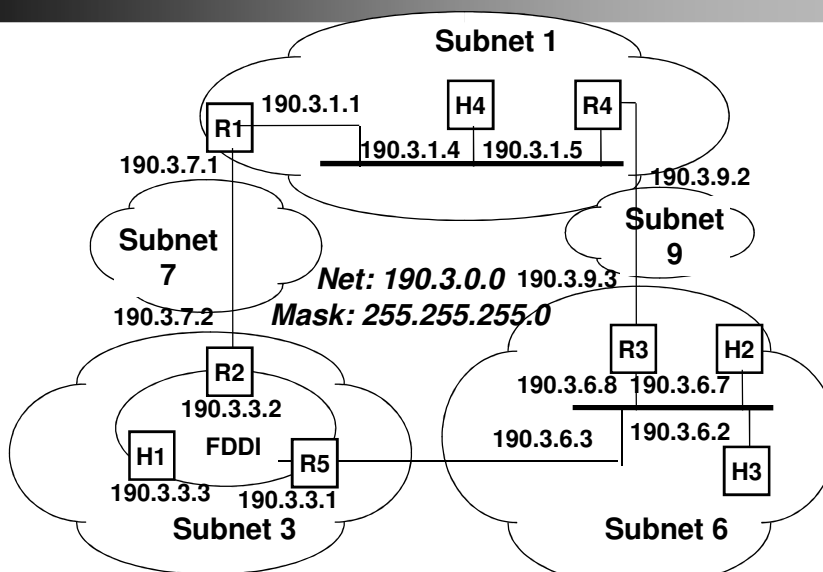 Subnet 1
190.3.1.1
H4
R4
R1
190.3.1.4
190.3.1.5
190.3.7.1
190.3.9.2
Subnet
7
Subnet
9
Net: 190.3.0.0
190.3.9.3
Mask: 255.255.255.0
190.3.7.2
R2
R3
H2
190.3.3.2
190.3.6.8
190.3.6.7
H1
FDDI
R5
190.3.6.3
190.3.6.2
H3
190.3.3.3
190.3.3.1
Subnet 3
Subnet 6